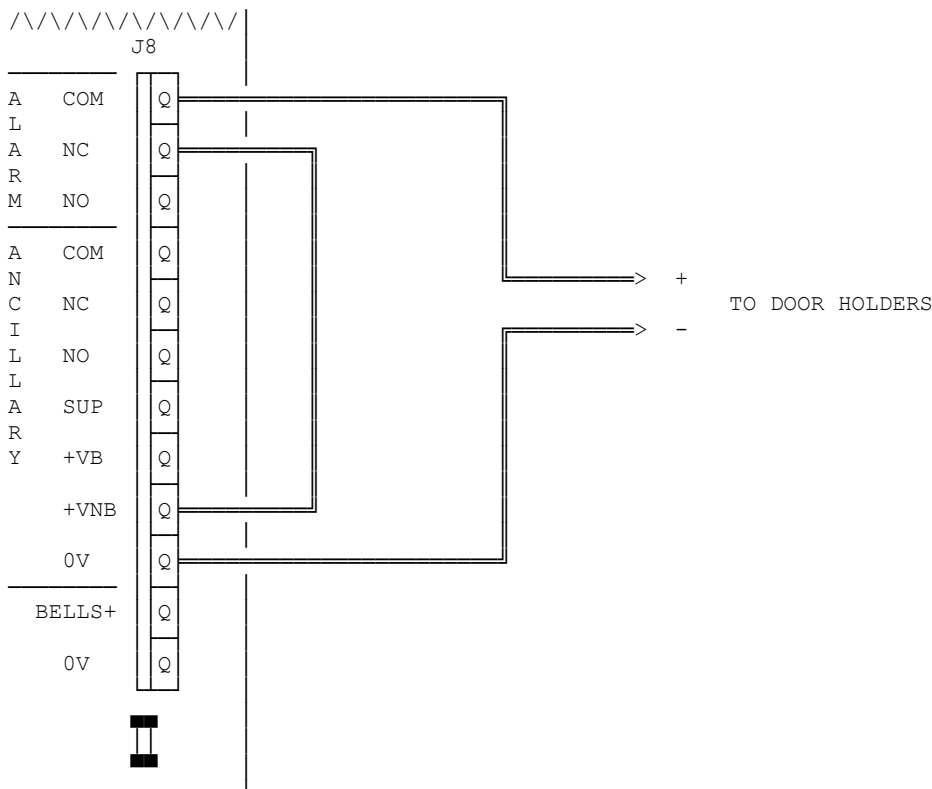 J8
A COM Q
L
A NC Q
R
M NO Q
A COM Q
N + 
C NC Q TO DOOR HOLDERS
I -
L NO Q
L
A SUP Q
R
Y +VB Q
+VNB Q
0V Q
BELLS+ Q
0V Q